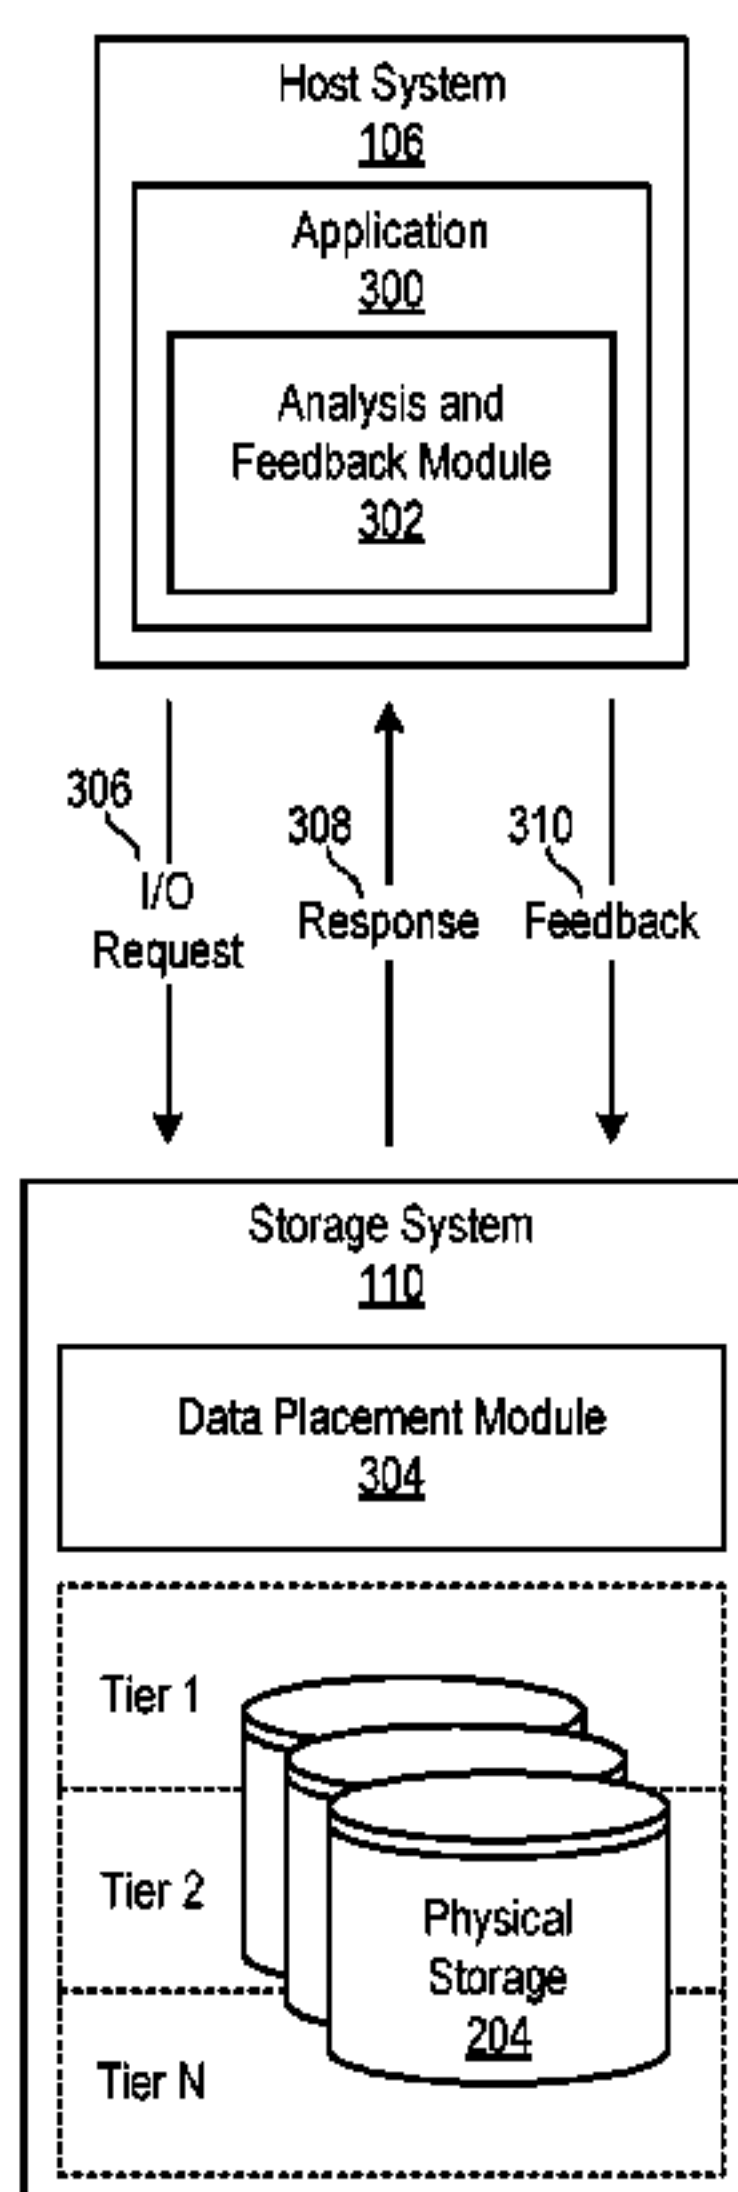 Host System
106
Application
300
Analysis and
Feedback Module
302
306
I/O
Request
308
Response
310
Feedback
Storage System
110
Data Placement Module
304
Tier 1
Tier 2
Tier N
Physical
Storage
204